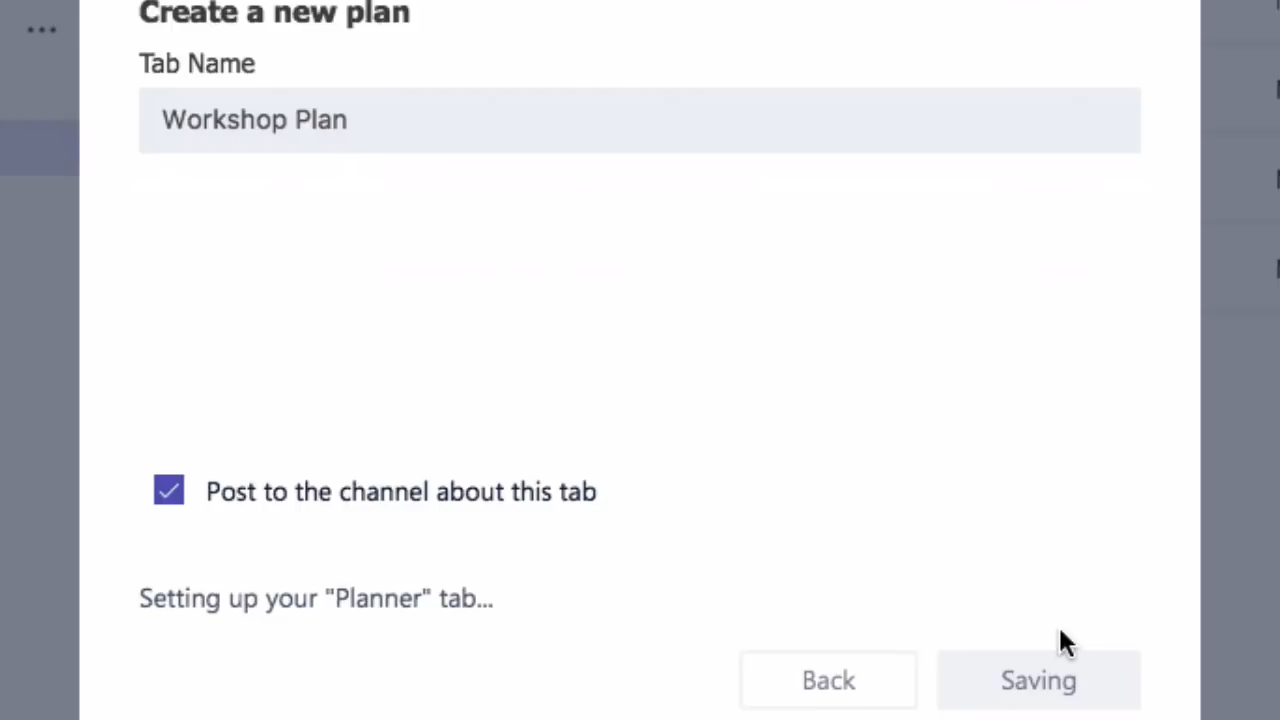 Create a new plan
Tab Name
Workshop Plan
Post to the channel about this tab
Setting up your "Planner" tab...
Back
Saving